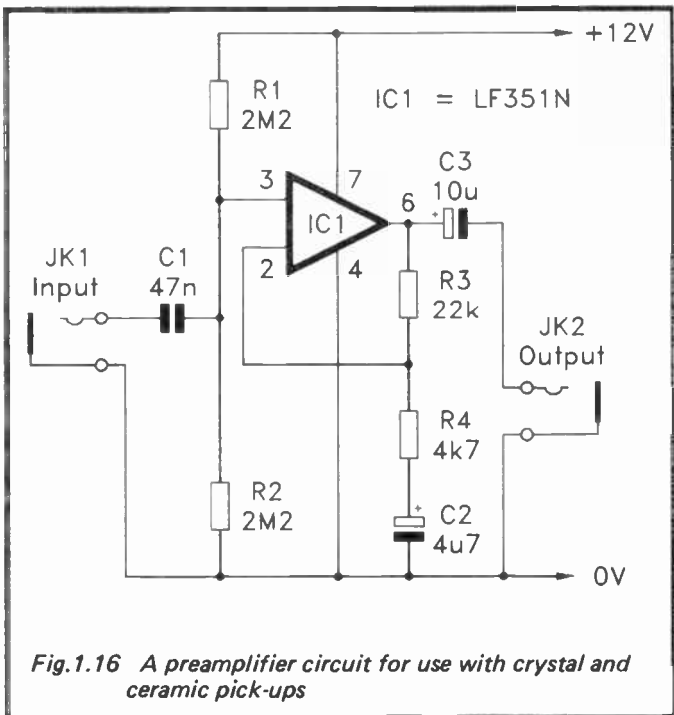 +12V
R1
2M2
IC1 = LF351N
3
7
C3
10u
+
6
IC1
2
4
JK1
Input
C1
47n
R3
22k
JK2
Output
R4
4k7
R2
2M2
+
C2
4u7
0V
Fig.1.16 A preamplifier circuit for use with crystal and
ceramic pick-ups